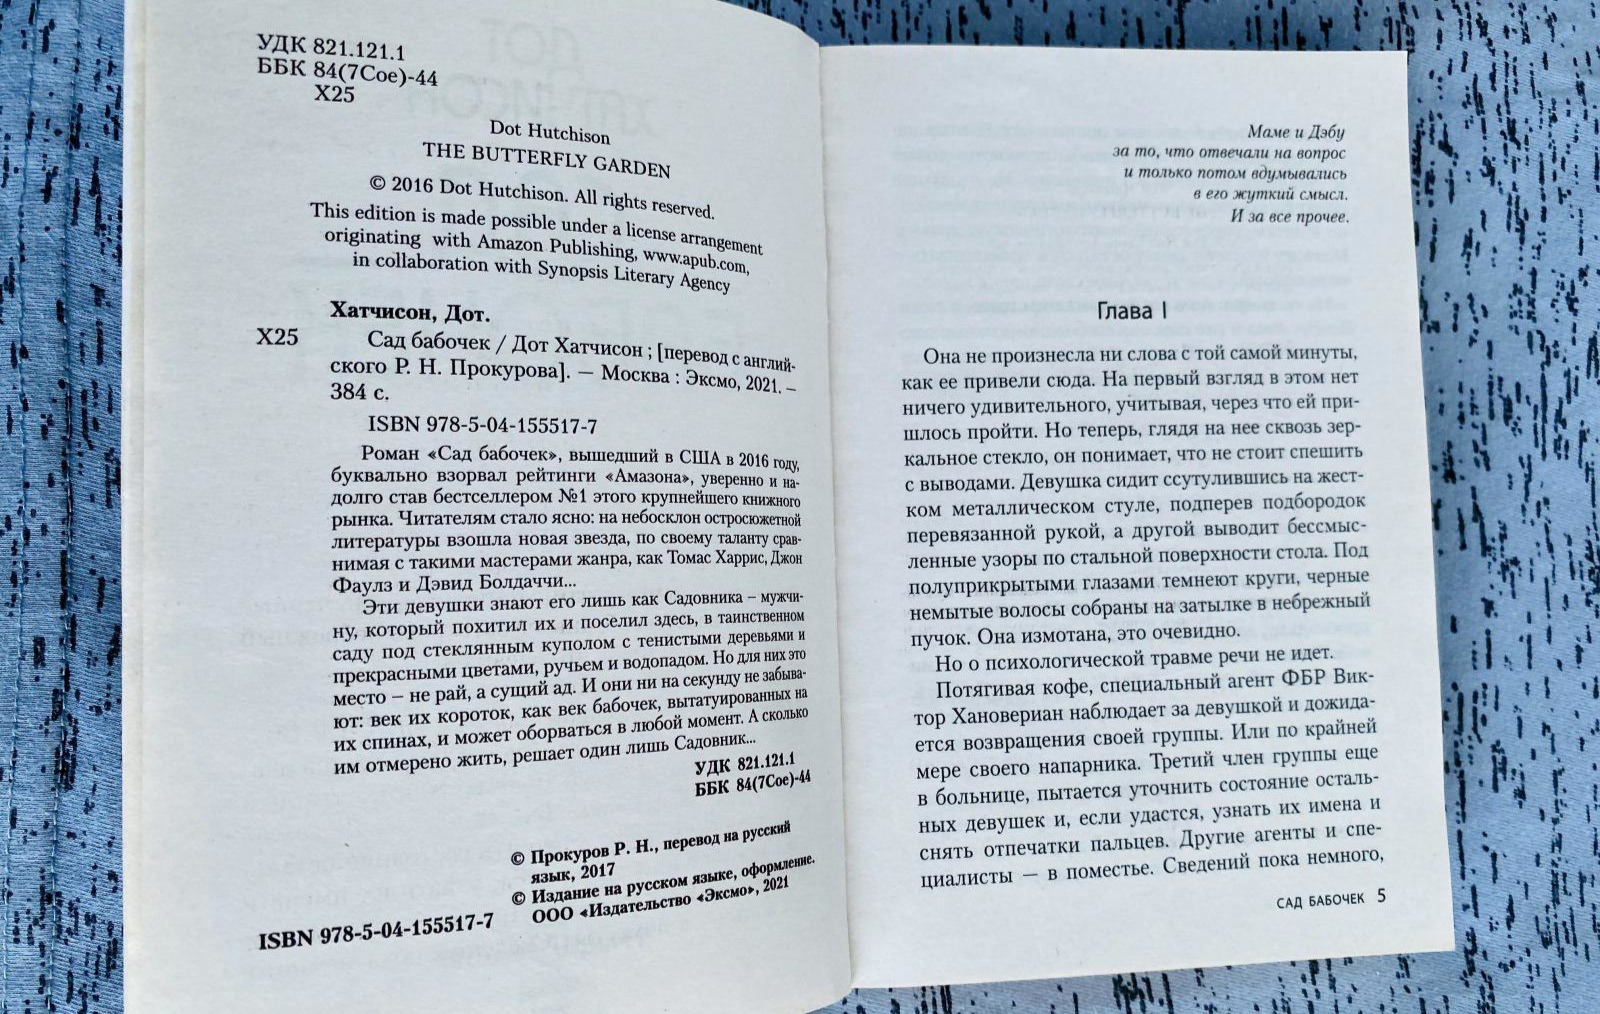 УДК 821.121.1
ББК 84(7Сое)-44
Х25
Dot Hutchison
THE BUTTERFLY GARDEN
© 2016 Dot Hutchison. All rights reserved.
This edition is made possible under a license arrangement
originating with Amazon Publishing, www.apub.com,
in collaboration with Synopsis Literary Agency
Хатчисон, Дот.
Х25 Сад бабочек / Дот Хатчисон ; [перевод с англий-
ского Р. Н. Прокурова]. — Москва : Эксмо, 2021. —
384 с.
ISBN 978-5-04-155517-7
Роман «Сад бабочек», вышедший в США в 2016 году,
буквально взорвал рейтинги «Амазона», уверенно и на-
долго став бестселлером №1 этого крупнейшего книжного
рынка. Читателям стало ясно: на небосклон остросюжетной
литературы взошла новая звезда, по своему таланту срав-
нимая с такими мастерами жанра, как Томас Харрис, Джон
Фаулз и Дэвид Болдаччи...
Эти девушки знают его лишь как Садовника – мужчи-
ну, который похитил их и поселил здесь, в таинственном
саду под стеклянным куполом с тенистыми деревьями и
прекрасными цветами, ручьем и водопадом. Но для них это
место – не рай, а сущий ад. И они ни на секунду не забыва-
ют: век их короток, как век бабочек, вытатуированных на
их спинах, и может оборваться в любой момент. А сколько
им отмерено жить, решает один лишь Садовник...
УДК 821.121.1
ББК 84(7Сое)-44
© Прокуров Р. Н., перевод на русский
язык, 2017
© Издание на русском языке, оформление.
ООО «Издательство «Эксмо», 2021
ISBN 978-5-04-155517-7
Маме и Дэбу
за то, что отвечали на вопрос
и только потом вдумывались
в его жуткий смысл.
И за все прочее.
Глава I
Она не произнесла ни слова с той самой минуты,
как ее привели сюда. На первый взгляд в этом нет
ничего удивительного, учитывая, через что ей при-
шлось пройти. Но теперь, глядя на нее сквозь зер-
кальное стекло, он понимает, что не стоит спешить
с выводами. Девушка сидит ссутулившись на жест-
ком металлическом стуле, подперев подбородок
перевязанной рукой, а другой выводит бессмыс-
ленные узоры по стальной поверхности стола. Под
полуприкрытыми глазами темнеют круги, черные
немытые волосы собраны на затылке в небрежный
пучок. Она измотана, это очевидно.
Но о психологической травме речи не идет.
Потягивая кофе, специальный агент ФБР Вик-
тор Хановериан наблюдает за девушкой и дожида-
ется возвращения своей группы. Или по крайней
мере своего напарника. Третий член группы еще
в больнице, пытается уточнить состояние осталь-
ных девушек и, если удастся, узнать их имена и
снять отпечатки пальцев. Другие агенты и спе-
циалисты — в поместье. Сведений пока немного,
САД БАБОЧЕК 5